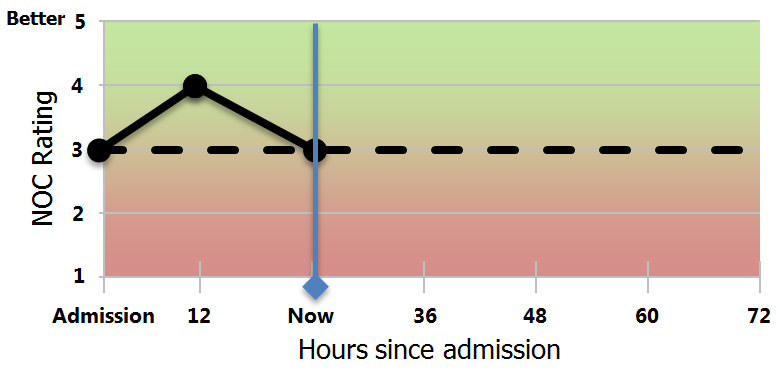 Better 5
4
3
2
1
NOC Rating
Admission 12 Now 36 48 60 72
Hours since admission